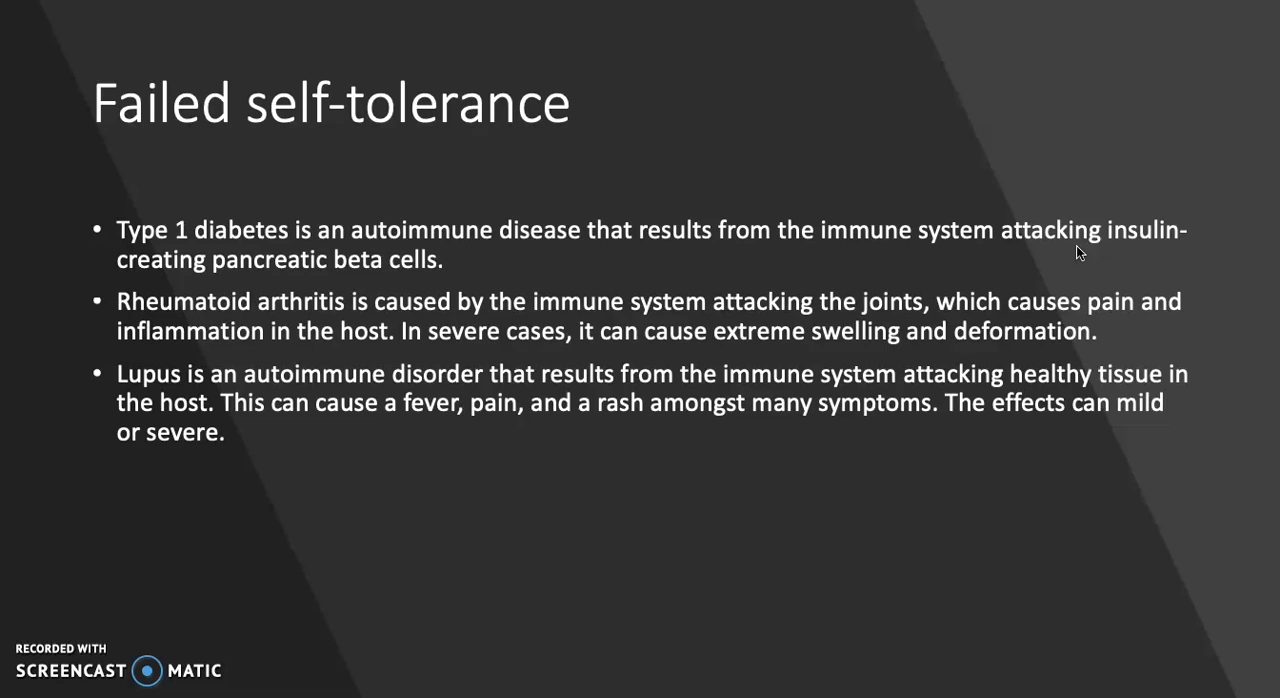 Failed self-tolerance
• Type 1 diabetes is an autoimmune disease that results from the immune system attacking insulin-
creating pancreatic beta cells.
• Rheumatoid arthritis is caused by the immune system attacking the joints, which causes pain and
inflammation in the host. In severe cases, it can cause extreme swelling and deformation.
• Lupus is an autoimmune disorder that results from the immune system attacking healthy tissue in
the host. This can cause a fever, pain, and a rash amongst many symptoms. The effects can mild
or severe.
RECORDED WITH
SCREENCAST MATIC